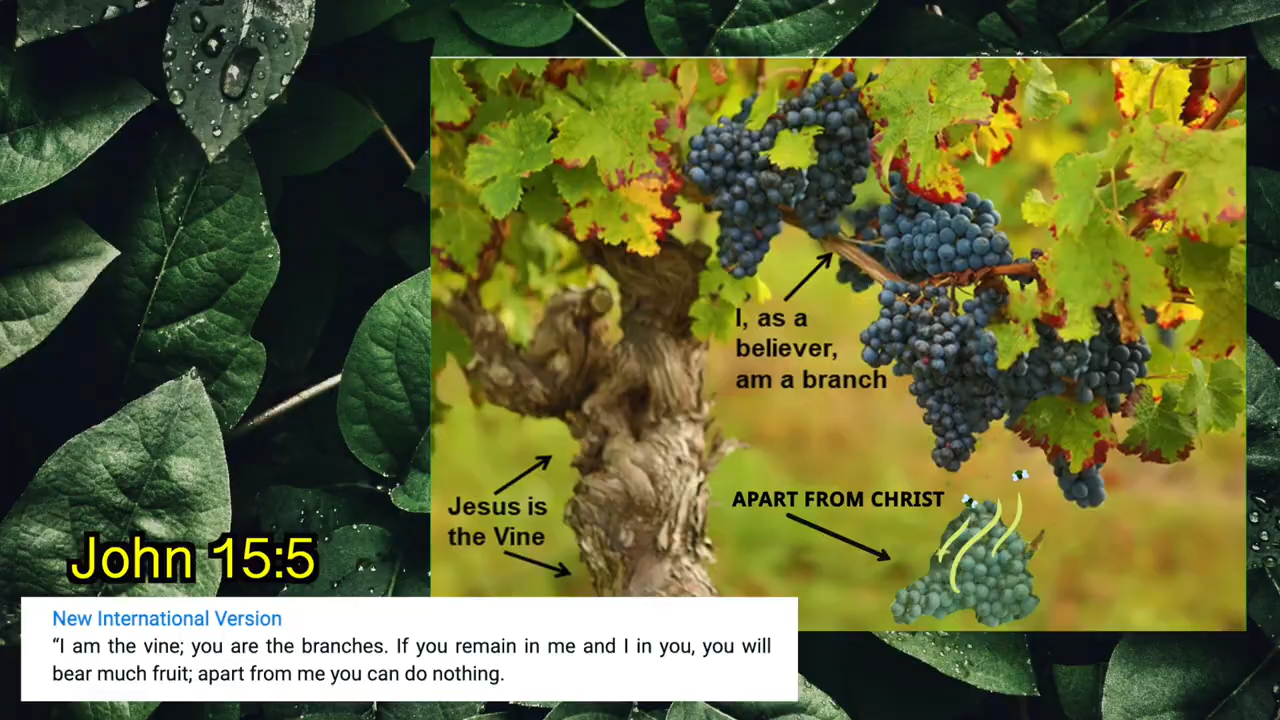 I, as a
believer,
am a branch
Jesus is
the Vine
APART FROM CHRIST
John 15:5
New International Version
“I am the vine; you are the branches. If you remain in me and I in you, you will
bear much fruit; apart from me you can do nothing.